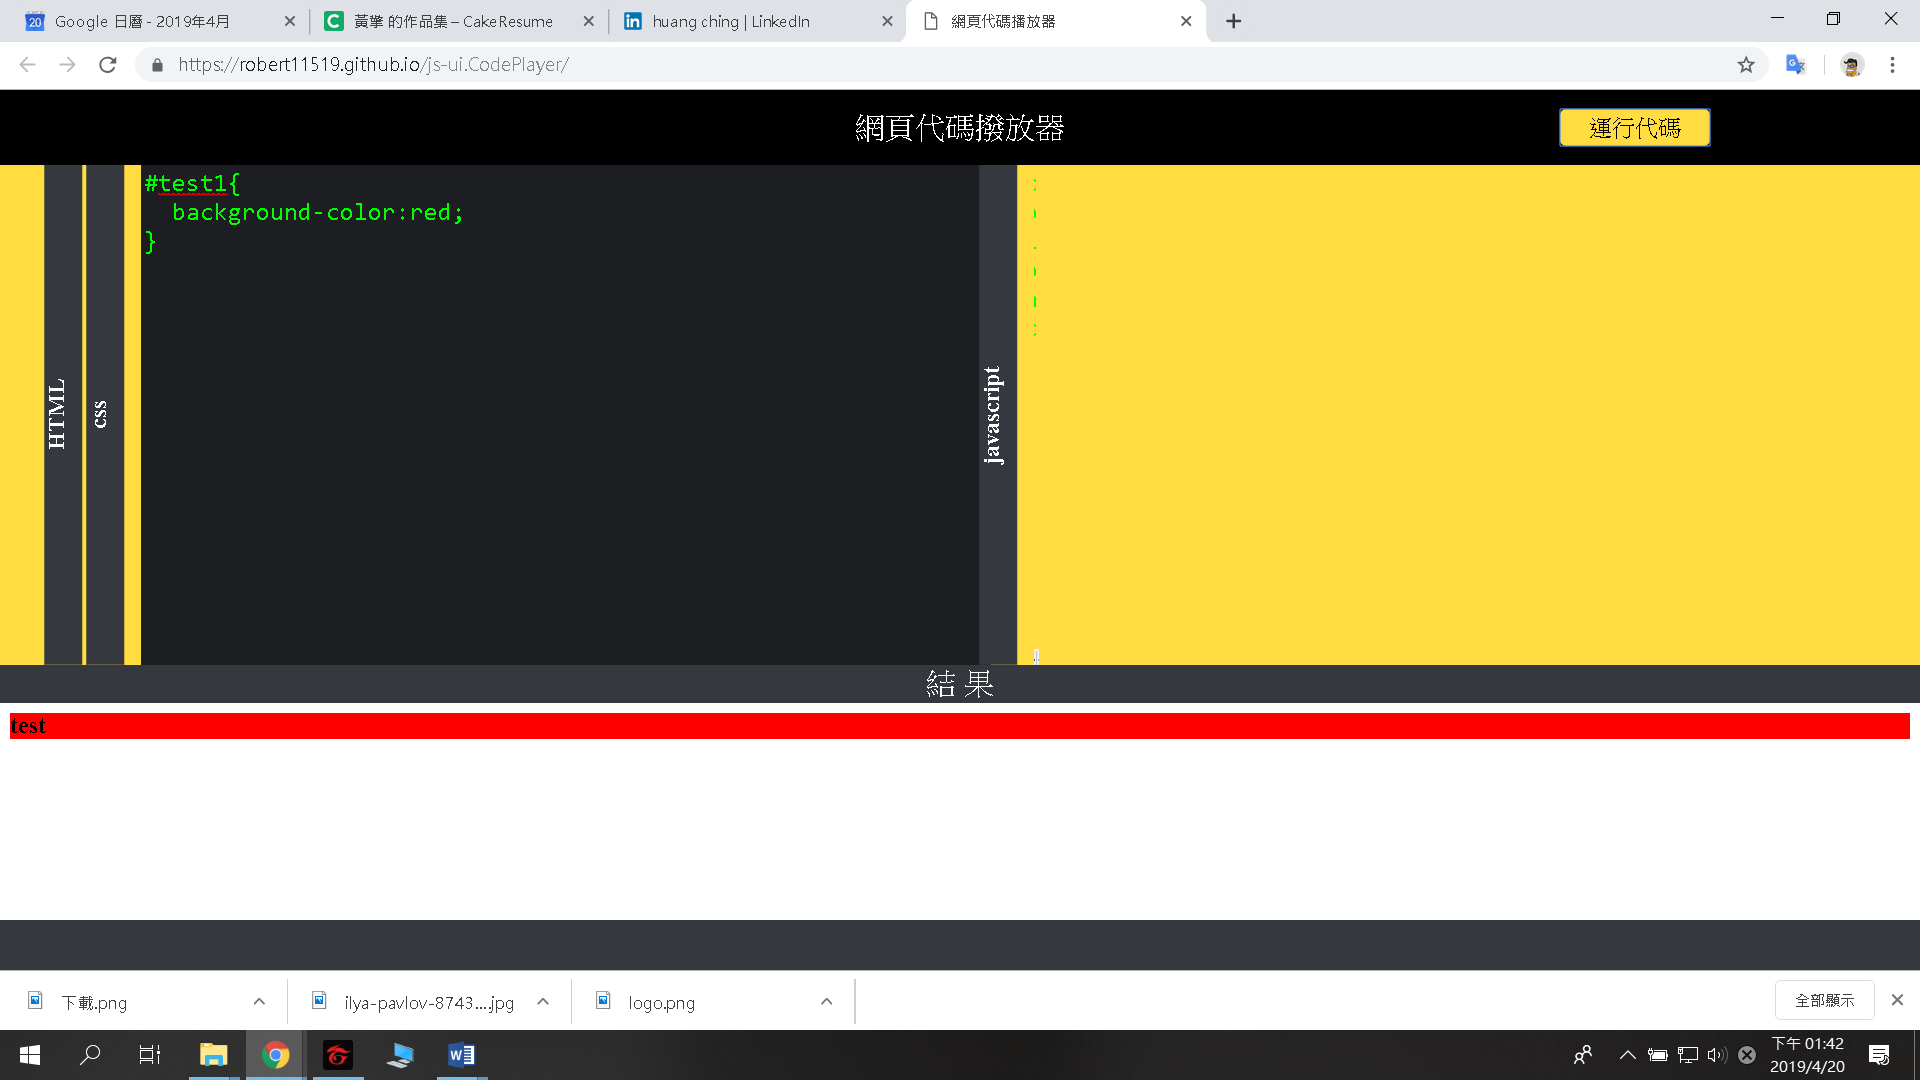 Google 日曆 - 2019年4月
黃肇 的作品集 – CakeResume
huang ching | LinkedIn
網頁代碼播放器
https://robert11519.github.io/js-ui.CodePlayer/
網頁代碼撥放器
運行代碼
HTML
css
#test1{
background-color:red;
}
javascript
結 果
test
下載.png
ilya-pavlov-8743....jpg
logo.png
全部顯示
下午 01:42
2019/4/20